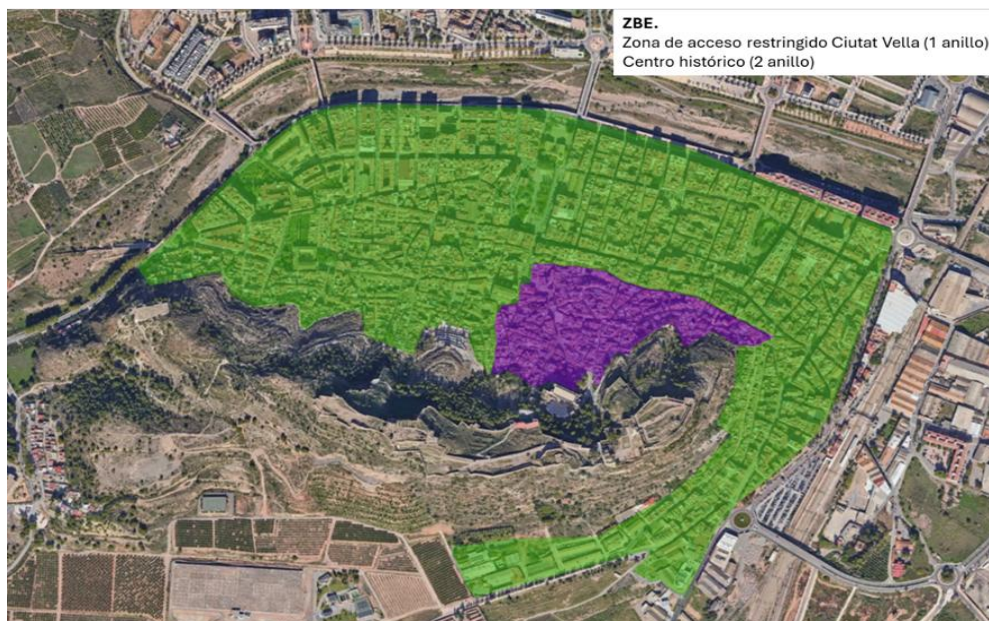 ZBE.
Zona de acceso restringido Ciutat Vella (1 anillo)
Centro histórico (2 anillo)